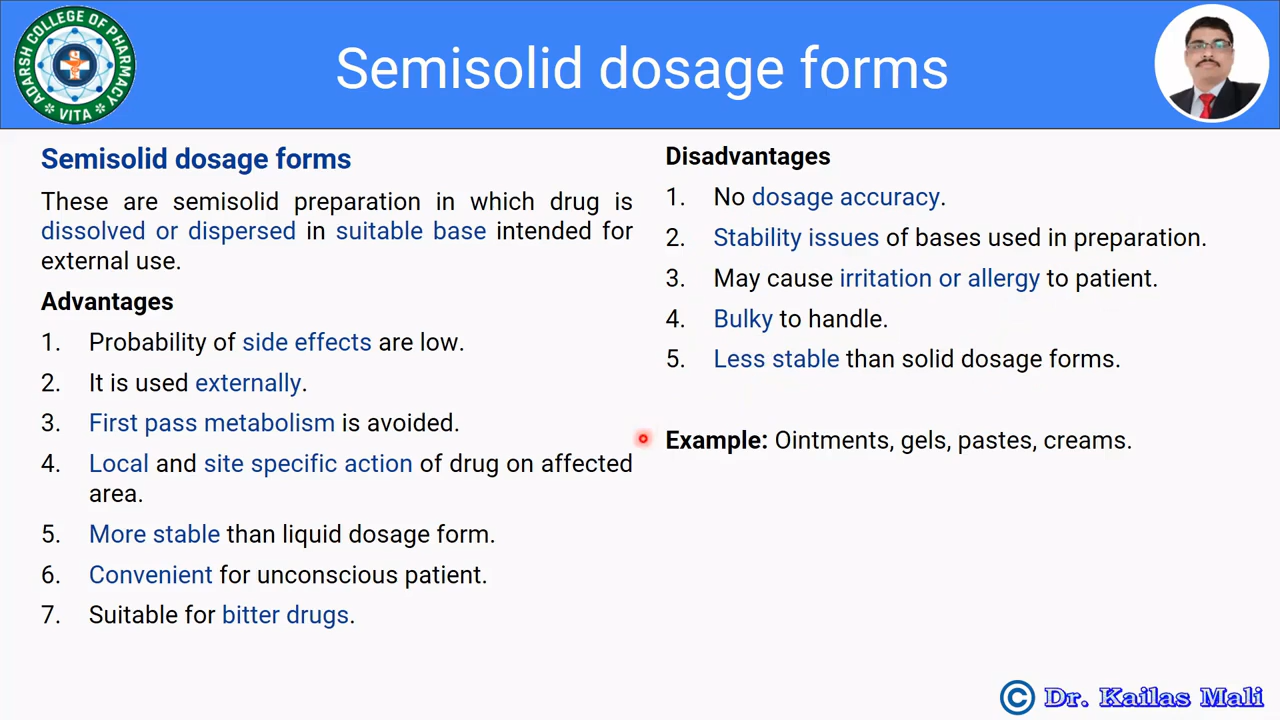 ADARSH COLLEGE OF PHARMACY
VITA
Semisolid dosage forms
Semisolid dosage forms
These are semisolid preparation in which drug is
dissolved or dispersed in suitable base intended for
external use.
Advantages
1. Probability of side effects are low.
2. It is used externally.
3. First pass metabolism is avoided.
4. Local and site specific action of drug on affected
area.
5. More stable than liquid dosage form.
6. Convenient for unconscious patient.
7. Suitable for bitter drugs.
Disadvantages
1. No dosage accuracy.
2. Stability issues of bases used in preparation.
3. May cause irritation or allergy to patient.
4. Bulky to handle.
5. Less stable than solid dosage forms.
Example: Ointments, gels, pastes, creams.
© Dr. Kailas Mali